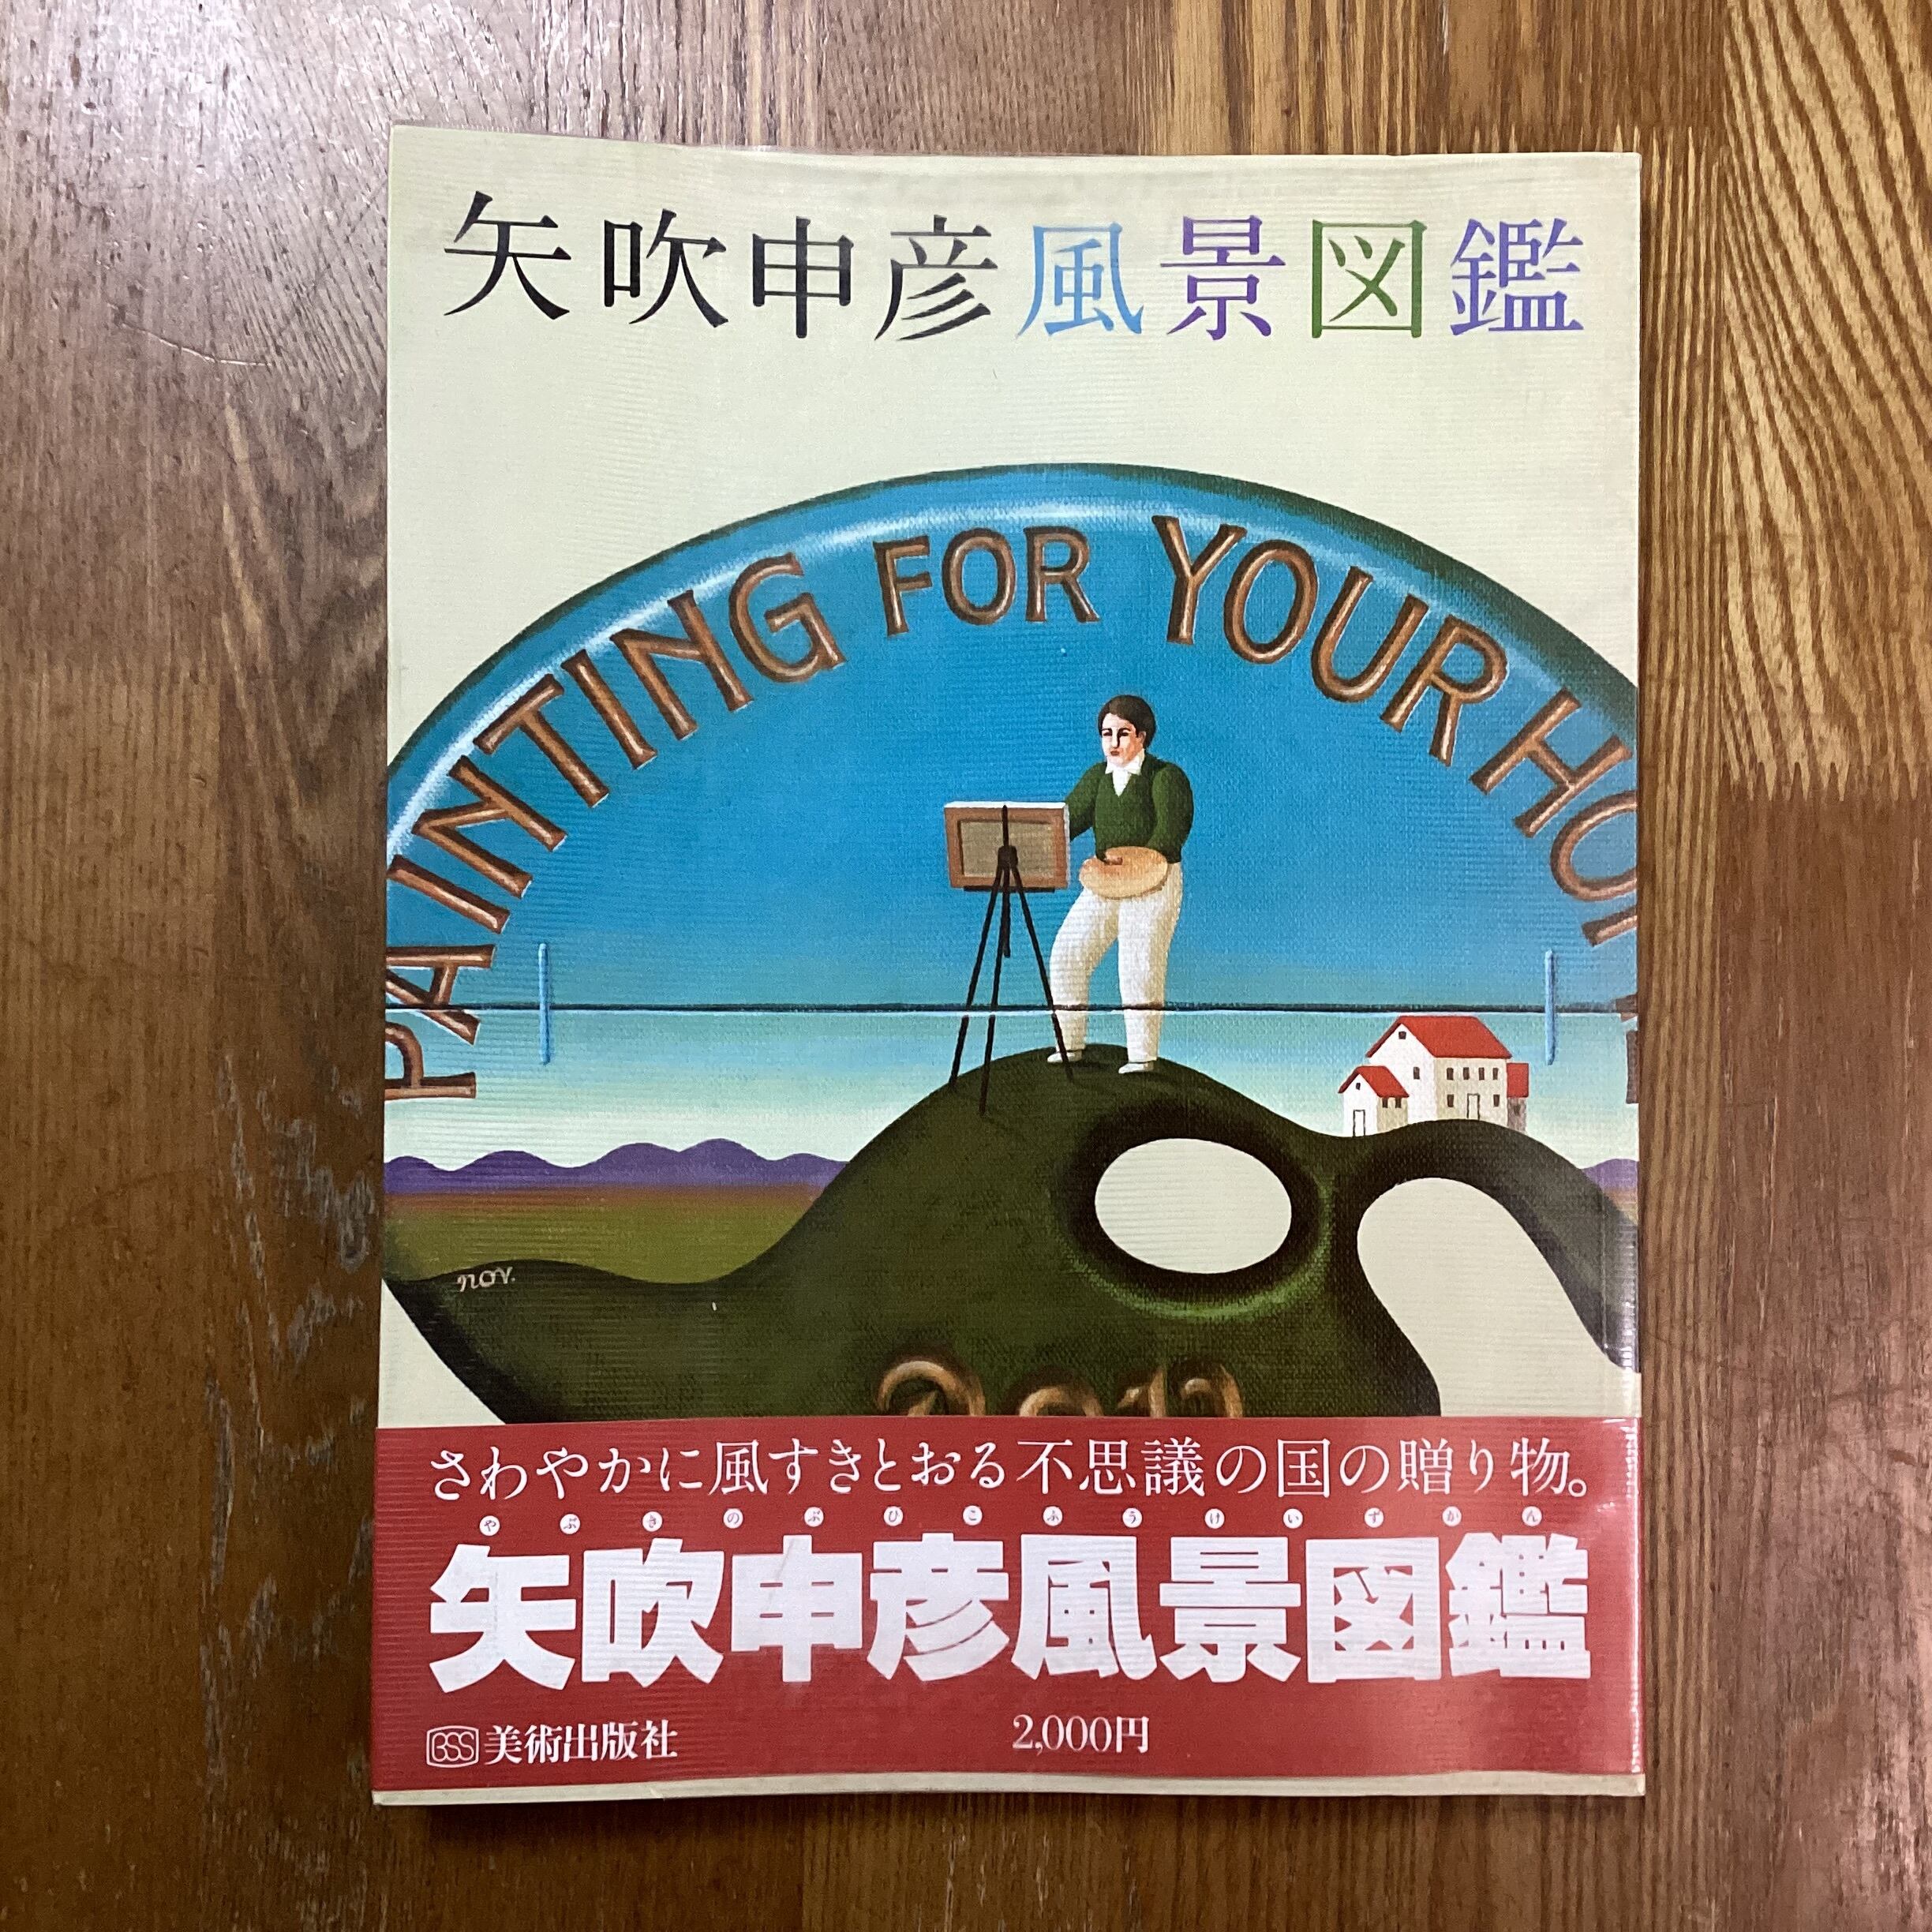 矢吹申彦風景図鑑
PAINTING FOR YOUR
nov.
さわやかに風すきとおる不思議の国の贈り物。
やぶきのぶひこふうけいずかん
矢吹申彦風景図鑑
BSS 美術出版社
2,000円